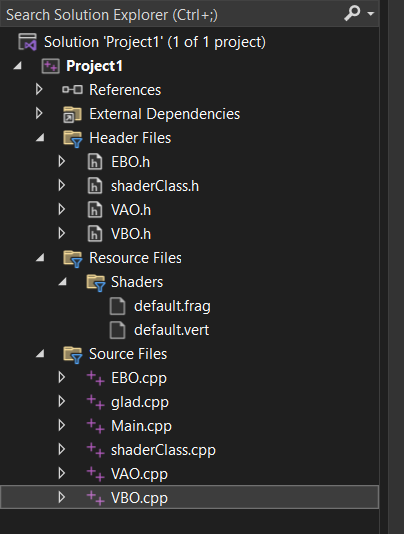 Search Solution Explorer (Ctrl+;)
Solution 'Project1' (1 of 1 project)
Project1
References
External Dependencies
Header Files
EBO.h
shaderClass.h
VAO.h
VBO.h
Resource Files
Shaders
default.frag
default.vert
Source Files
EBO.cpp
glad.cpp
Main.cpp
shaderClass.cpp
VAO.cpp
VBO.cpp